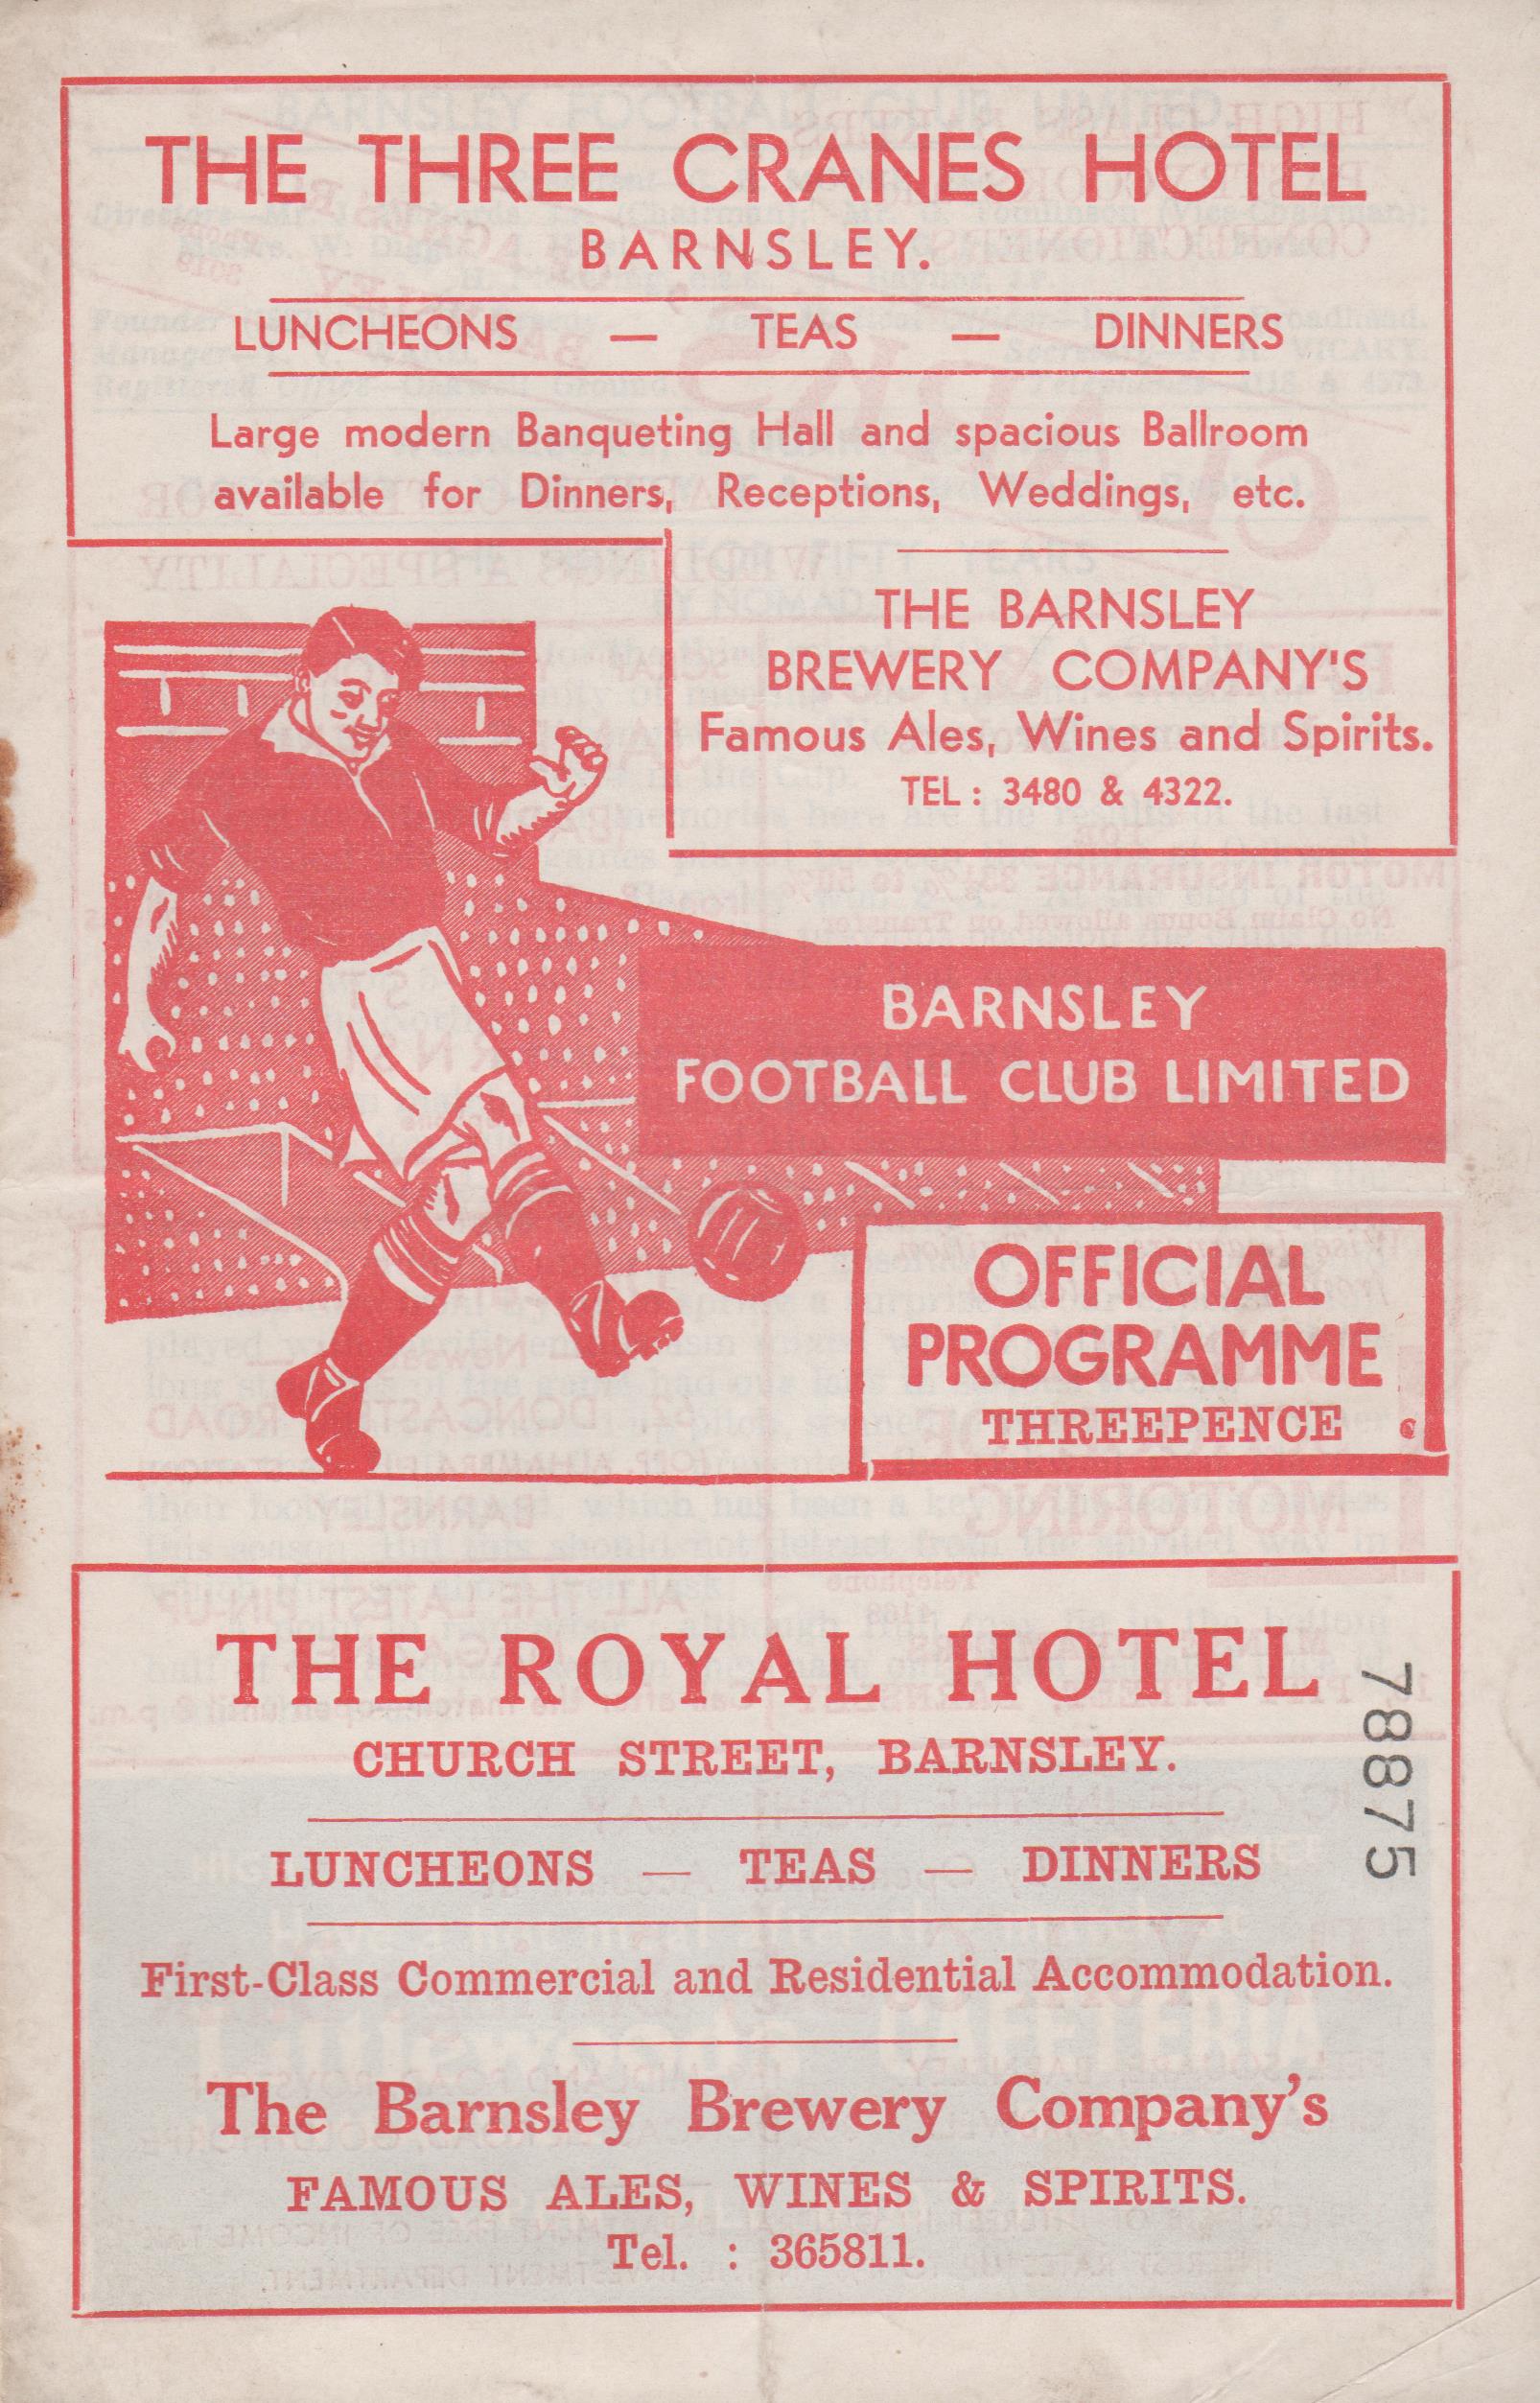 THE THREE CRANES HOTEL
BARNSLEY.
LUNCHEONS — TEAS — DINNERS
Large modern Banqueting Hall and spacious Ballroom
available for Dinners, Receptions, Weddings, etc.
THE BARNSLEY
BREWERY COMPANY'S
Famous Ales, Wines and Spirits.
TEL : 3480 & 4322.
BARNSLEY
FOOTBALL CLUB LIMITED
OFFICIAL
PROGRAMME
THREEPENCE
THE ROYAL HOTEL
CHURCH STREET, BARNSLEY.
LUNCHEONS — TEAS — DINNERS
First-Class Commercial and Residential Accommodation.
The Barnsley Brewery Company's
FAMOUS ALES, WINES & SPIRITS.
Tel. : 365811.
78875